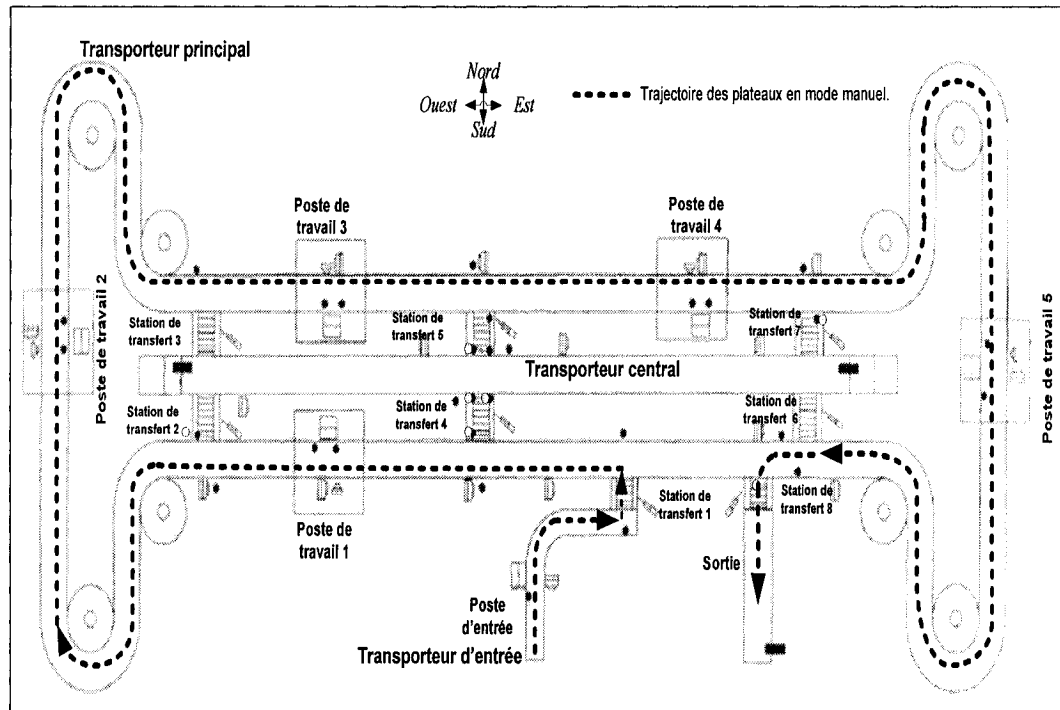 Transporteur principal
Nord
Ouest
Est
Sud
Trajectoire des plateaux en mode manuel.
Poste de
travail 3
Poste de
travail 4
Poste de travail 2
Poste de travail 5
Station de
transfert 3
Station de
transfert 5
Station de
transfert 7
Transporteur central
Station de
transfert 2
Station de
transfert 4
Station de
transfert 6
Station de
transfert 1
Station de
transfert 8
Poste de
travail 1
Sortie
Poste
d'entrée
Transporteur d'entrée